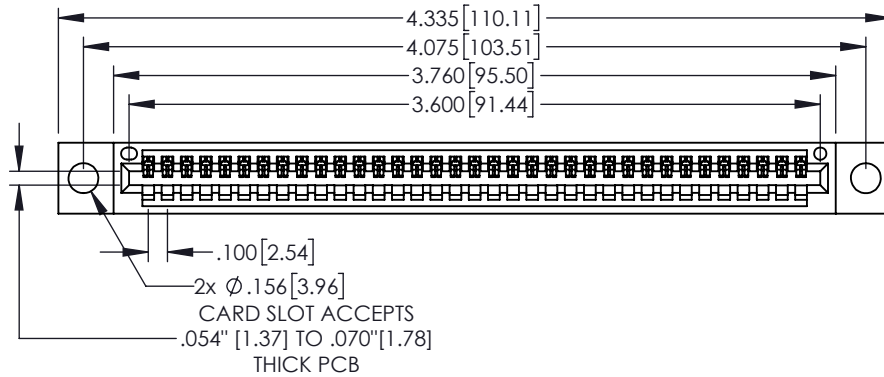 4.335[110.11]
4.075[103.51]
3.760[95.50]
3.600[91.44]
.100[2.54]
2x Ø.156[3.96]
CARD SLOT ACCEPTS
.054" [1.37] TO .070"[1.78]
THICK PCB